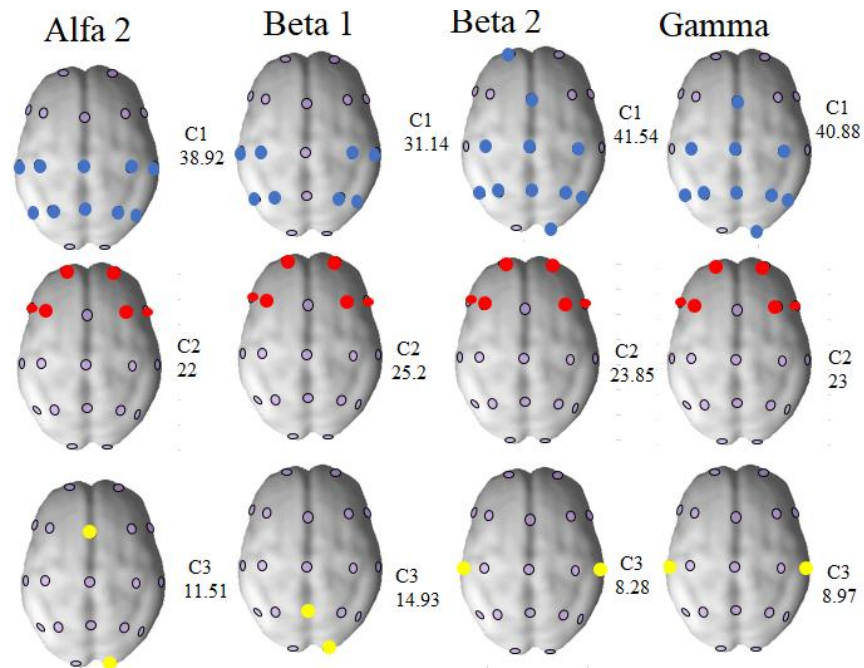 Alfa 2
Beta 1
Beta 2
Gamma
C1
38.92
C1
31.14
C1
41.54
C1
40.88
C2
22
C2
25.2
C2
23.85
C2
23
C3
11.51
C3
14.93
C3
8.28
C3
8.97